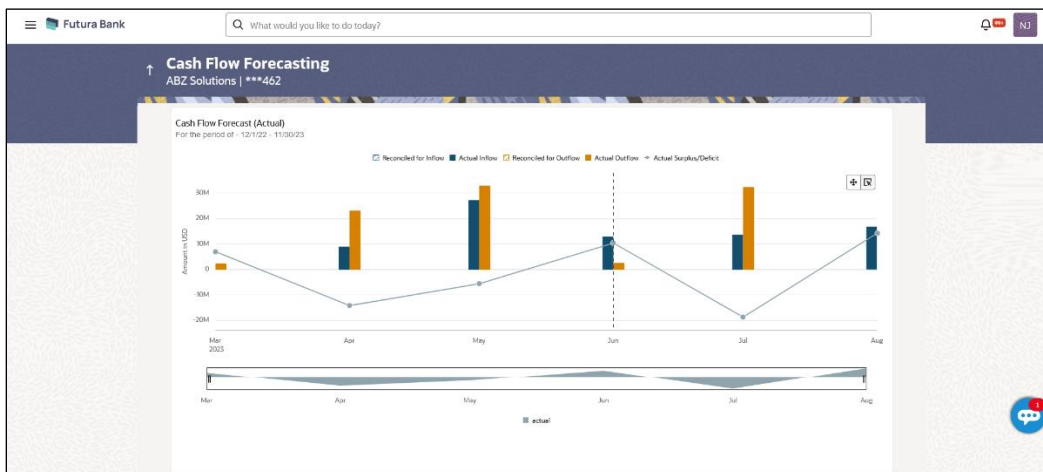 Futura Bank
What would you like to do today?
99+
NJ
Cash Flow Forecasting
ABZ Solutions | ***462
Cash Flow Forecast (Actual)
For the period of - 12/1/22 - 11/30/23
Reconciled for Inflow Actual Inflow Reconciled for Outflow Actual Outflow Actual Surplus/Deficit
30M
20M
10M
0
-10M
-20M
Amount in USD
Mar Apr May Jun Jul Aug
2023
Mar Apr May Jun Jul Aug
actual
1